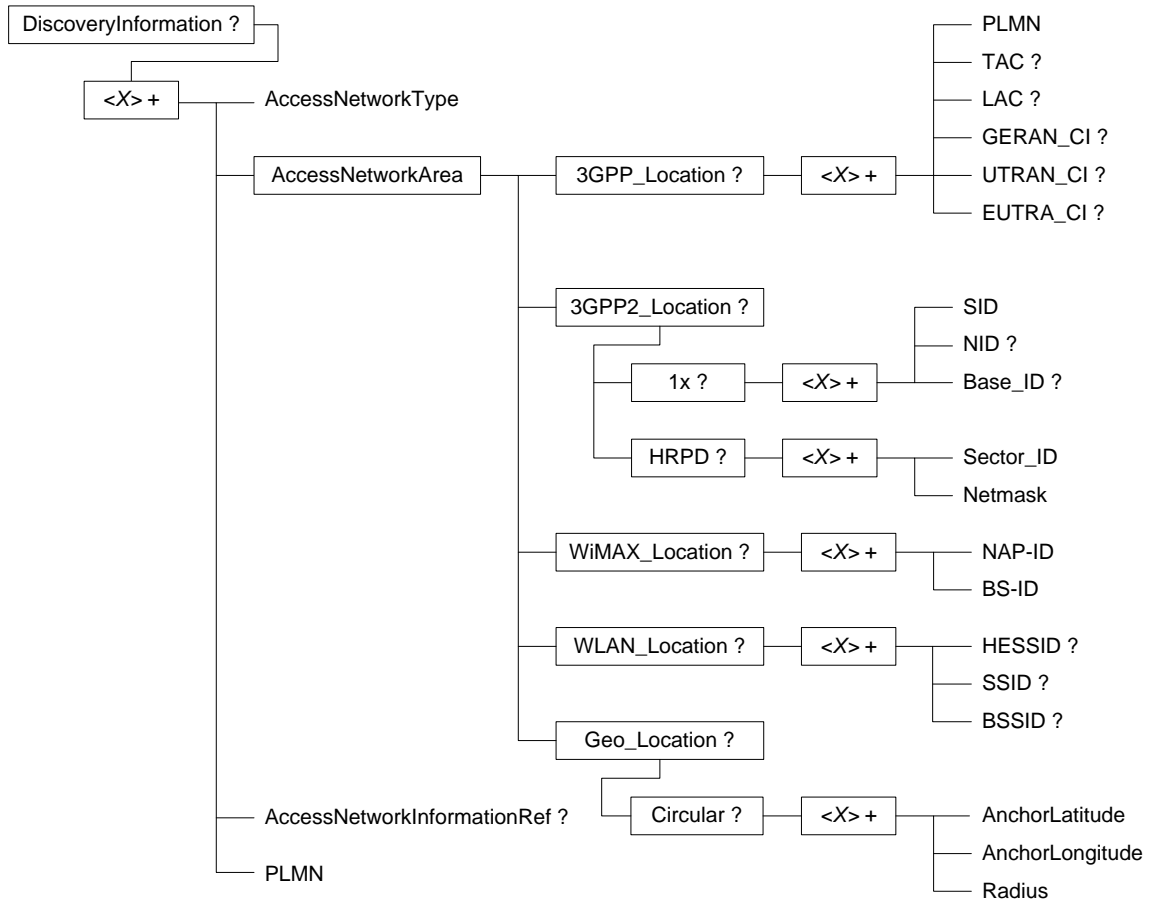 DiscoveryInformation ?
PLMN
TAC ?
<X> +
AccessNetworkType
LAC ?
GERAN_CI ?
AccessNetworkArea
3GPP_Location ?
<X> +
UTRAN_CI ?
EUTRA_CI ?
3GPP2_Location ?
SID
NID ?
1x ?
<X> +
Base_ID ?
HRPD ?
<X> +
Sector_ID
Netmask
WiMAX_Location ?
<X> +
NAP-ID
BS-ID
WLAN_Location ?
<X> +
HESSID ?
SSID ?
BSSID ?
Geo_Location ?
AccessNetworkInformationRef ?
Circular ?
<X> +
AnchorLatitude
AnchorLongitude
PLMN
Radius